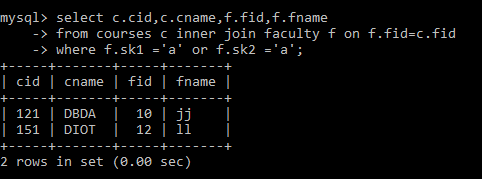 mysql> select c.cid,c.cname,f.fid,f.fname
    -> from courses c inner join faculty f on f.fid=c.fid
    -> where f.sk1 ='a' or f.sk2 ='a';
+-----+-------+-----+-------+
| cid | cname | fid | fname |
+-----+-------+-----+-------+
| 121 | DBDA  |  10 | jj    |
| 151 | DIOT  |  12 | ll    |
+-----+-------+-----+-------+
2 rows in set (0.00 sec)